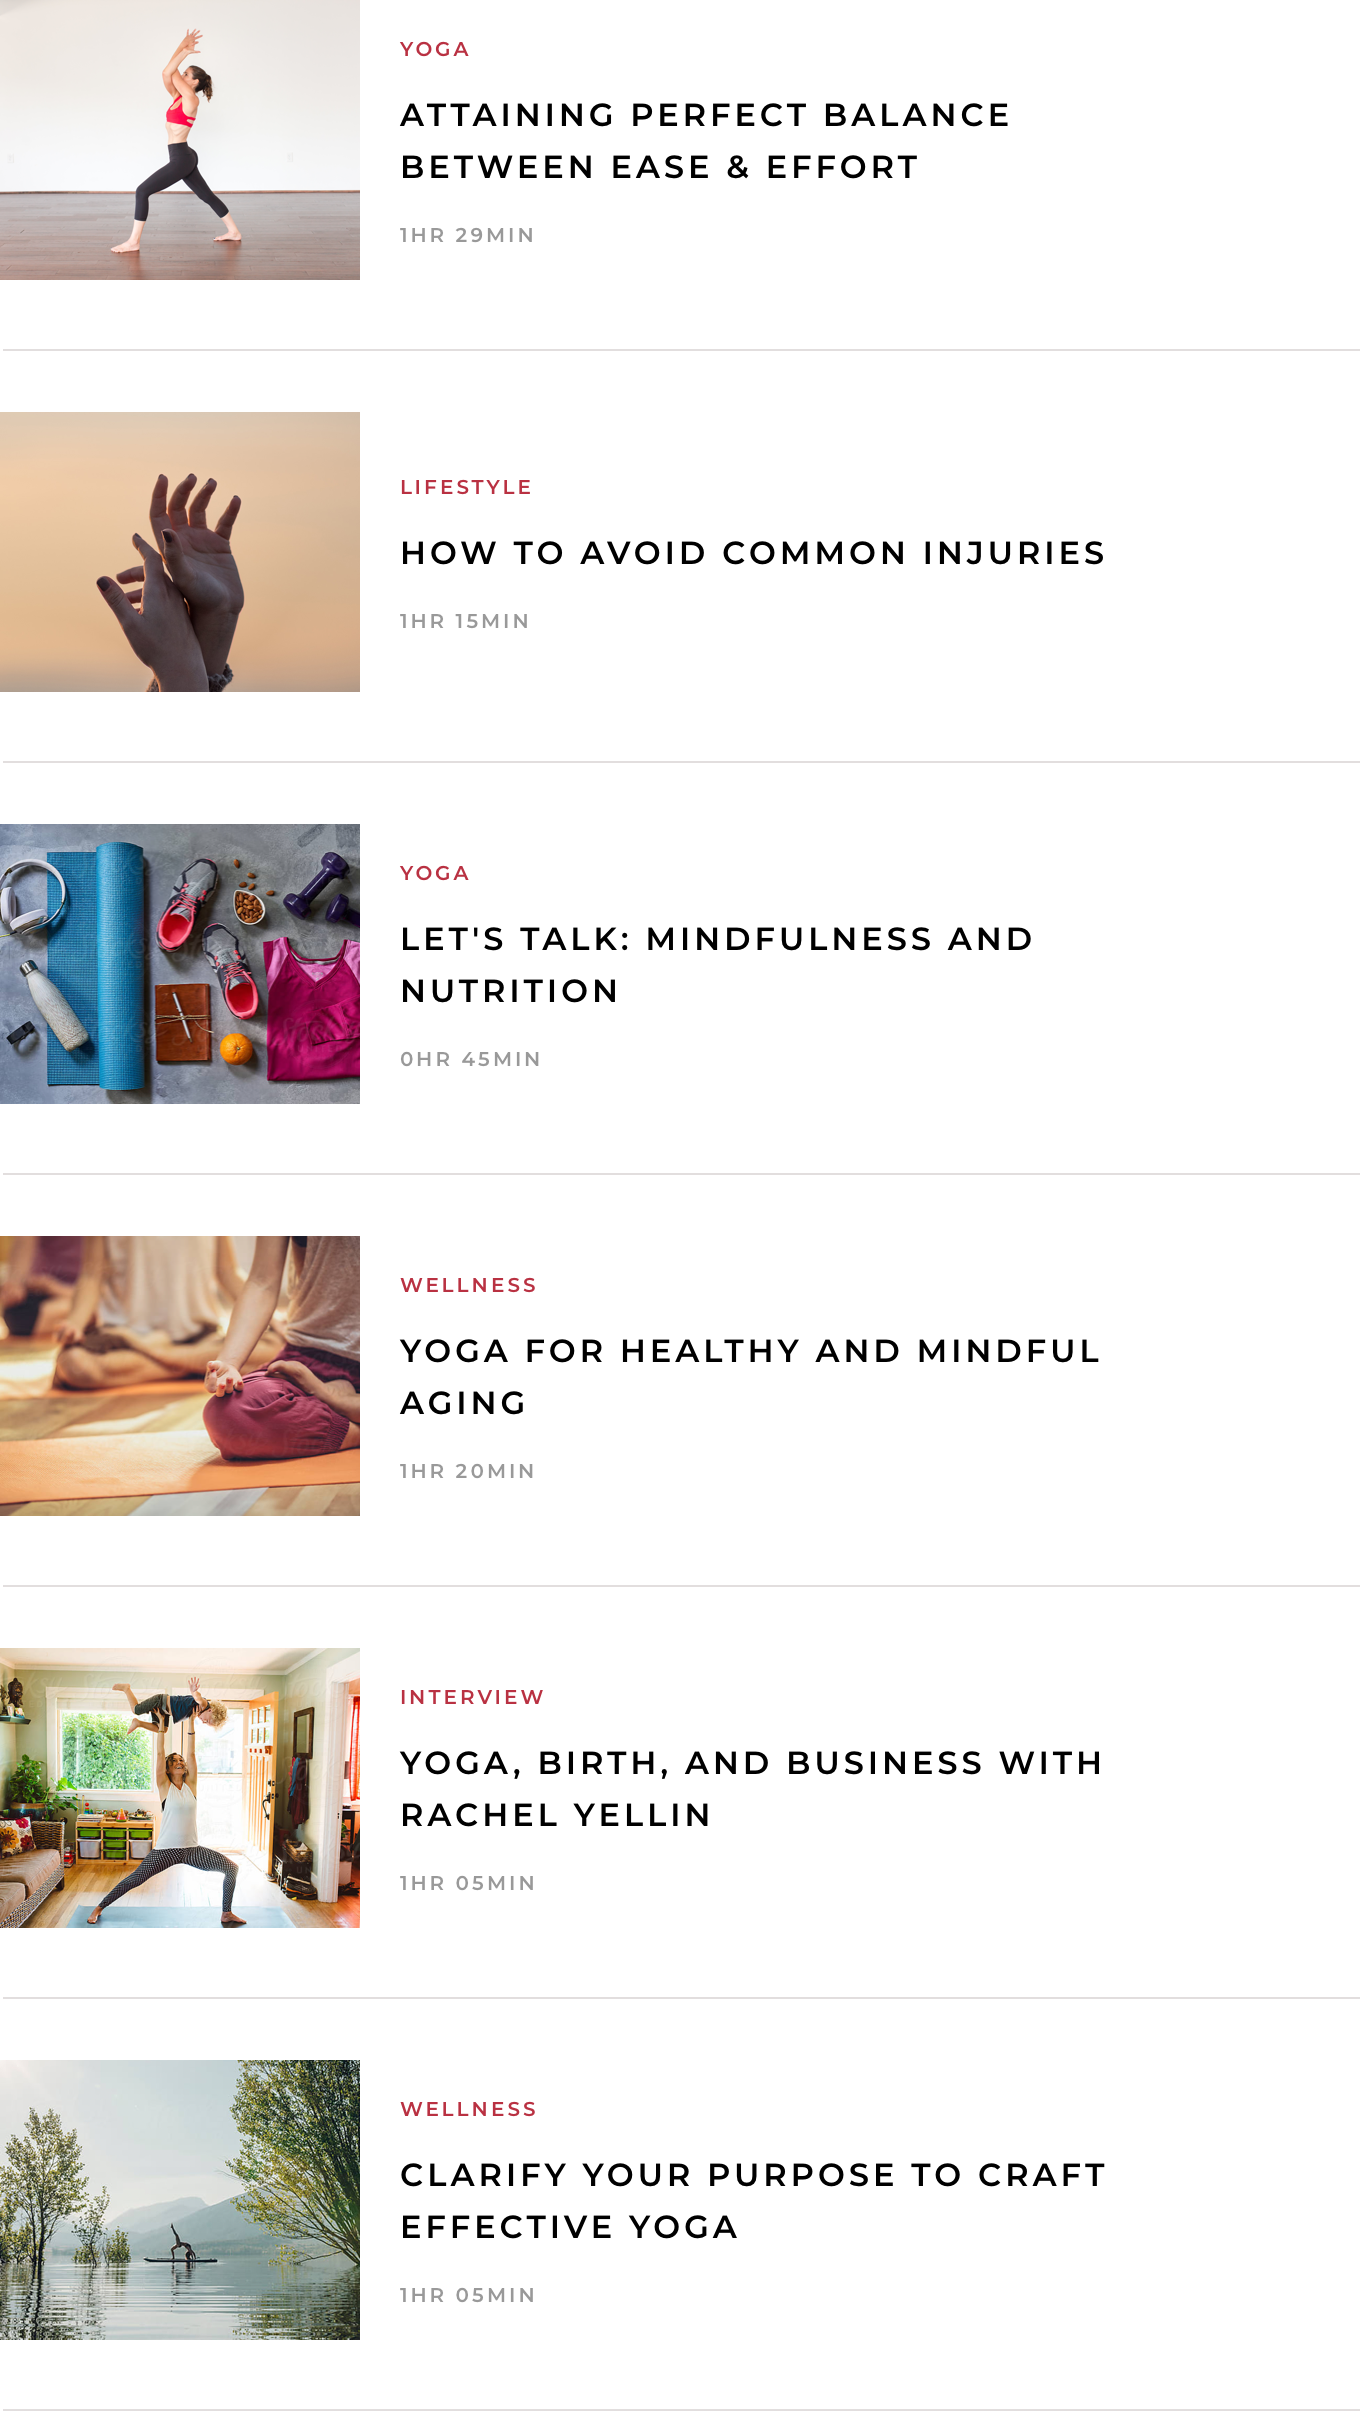 YOGA
ATTAINING PERFECT BALANCE
BETWEEN EASE & EFFORT
1HR 29MIN
LIFESTYLE
HOW TO AVOID COMMON INJURIES
1HR 15MIN
YOGA
LET'S TALK: MINDFULNESS AND
NUTRITION
0HR 45MIN
WELLNESS
YOGA FOR HEALTHY AND MINDFUL
AGING
1HR 20MIN
INTERVIEW
YOGA, BIRTH, AND BUSINESS WITH
RACHEL YELLIN
1HR 05MIN
WELLNESS
CLARIFY YOUR PURPOSE TO CRAFT
EFFECTIVE YOGA
1HR 05MIN